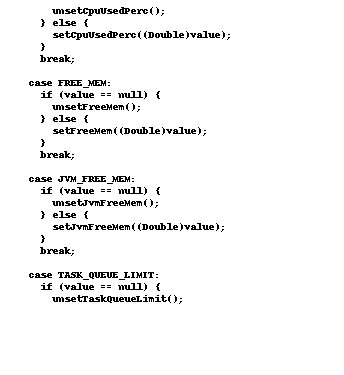 unsetCpuUsedPerc();
} else {
setCpuUsedPerc((Double)value);
}
break;
case FREE_MEM:
if (value == null) {
unsetFreeMem();
} else {
setFreeMem((Double)value);
}
break;
case JVM_FREE_MEM:
if (value == null) {
unsetJvmFreeMem();
} else {
setJvmFreeMem((Double)value);
}
break;
case TASK_QUEUE_LIMIT:
if (value == null) {
unsetTaskQueueLimit();